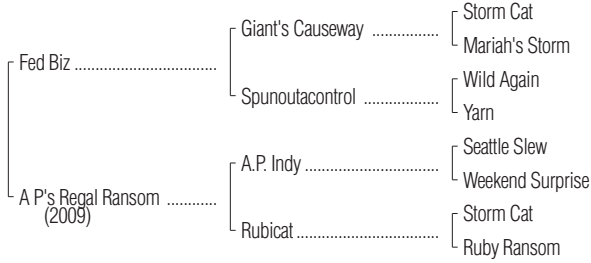 Storm Cat
Giant's Causeway ................
Mariah's Storm
Fed Biz ..................................
Wild Again
Spunoutacontrol ..................
Yarn
Seattle Slew
A.P. Indy ................................
Weekend Surprise
A P's Regal Ransom ............
(2009)
Storm Cat
Rubicat ..................................
Ruby Ransom